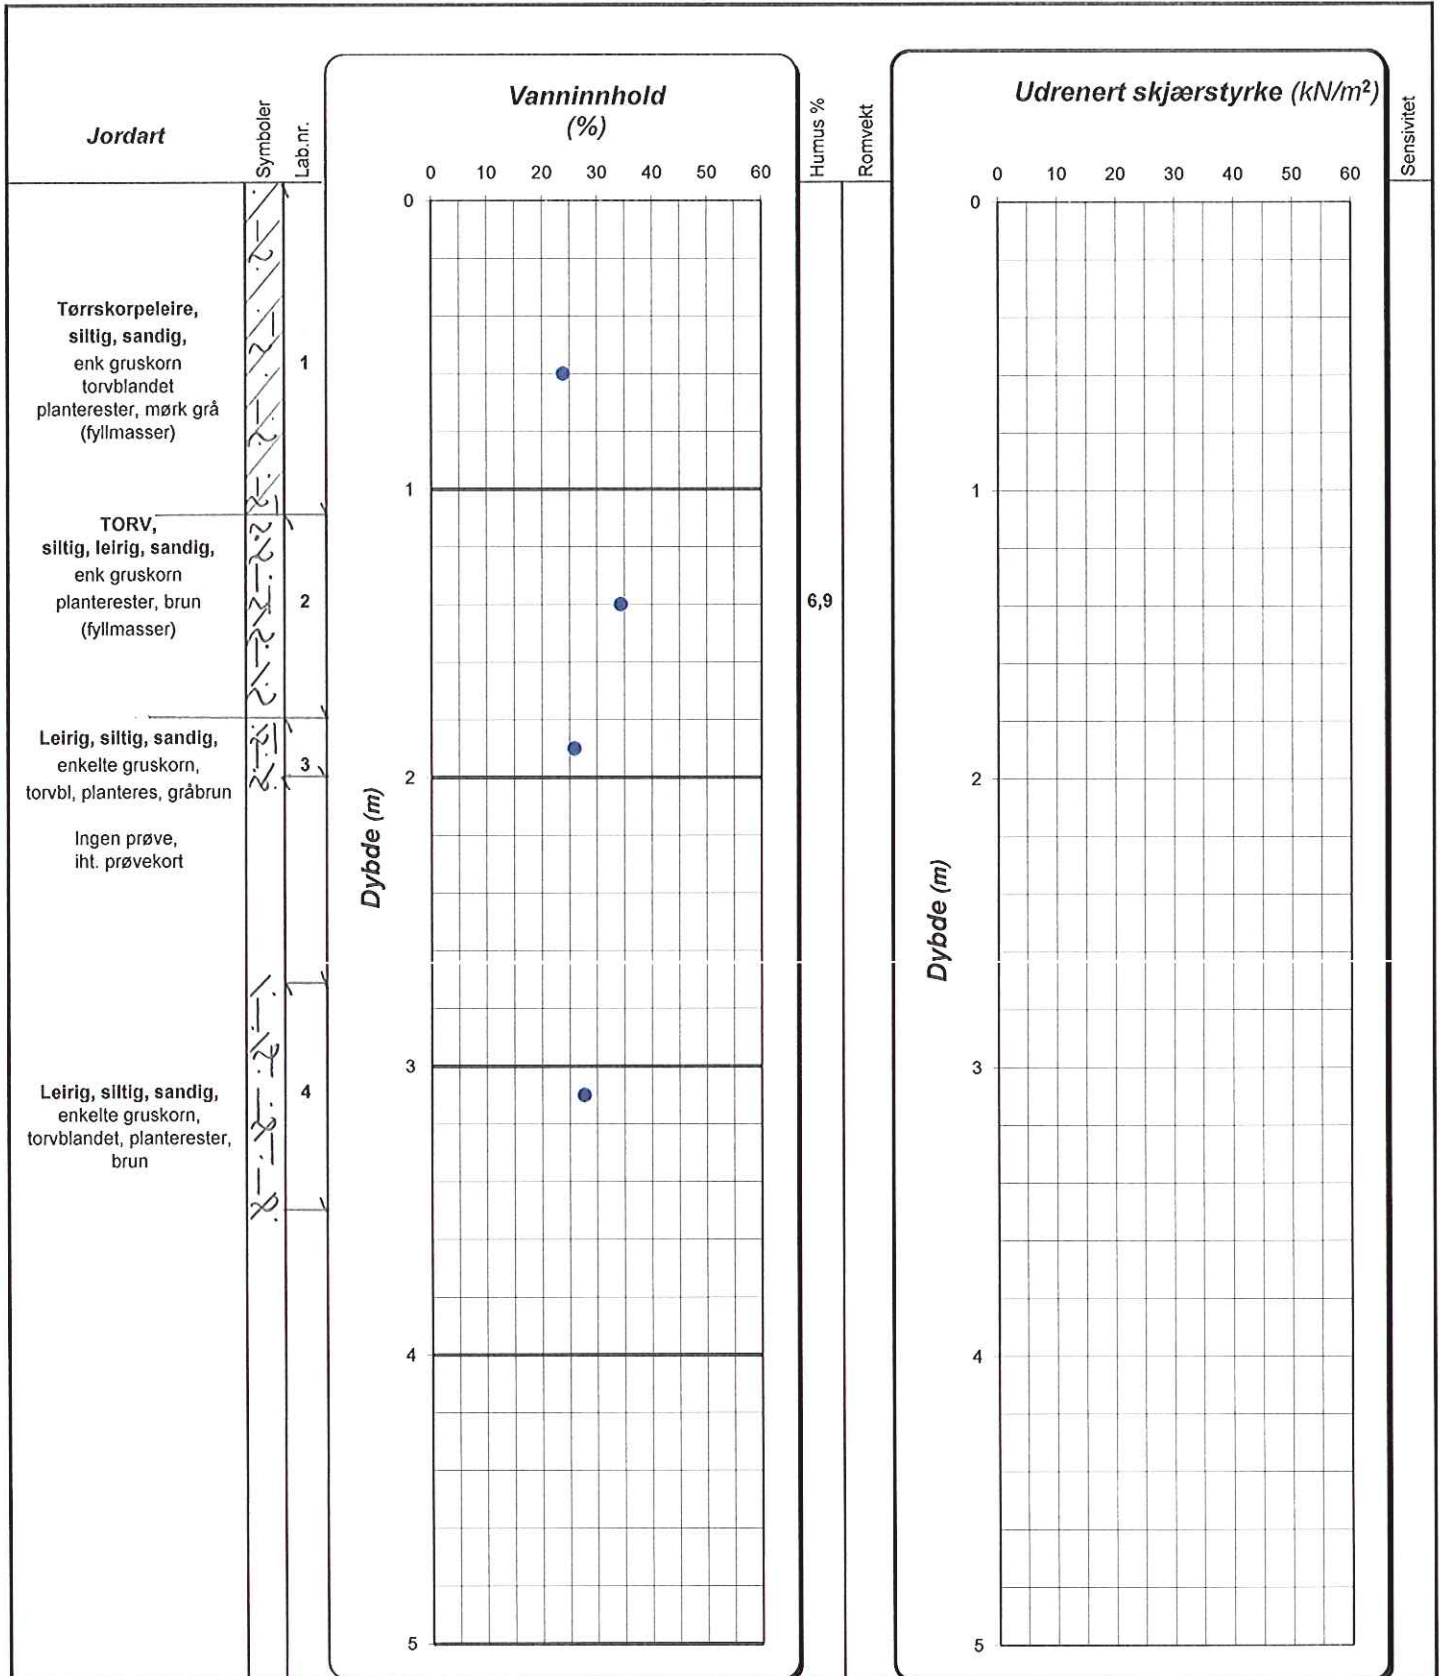 Jordart
Symboler
Lab.nr.
Vanninnhold
(%)
0 10 20 30 40 50 60
Humus %
Romvekt
Udrenert skjærstyrke (kN/m²)
0 10 20 30 40 50 60
Sensivitet
Tørrskorpeleire,
siltig, sandig,
enk gruskorn
torvblandet
planterester, mørk grå
(fyllmasser)
1
TORV,
siltig, leirig, sandig,
enk gruskorn
planterester, brun
(fyllmasser)
2
6,9
Leirig, siltig, sandig,
enkelte gruskorn,
torvbl, planteres, gråbrun
3
Ingen prøve,
iht. prøvekort
Leirig, siltig, sandig,
enkelte gruskorn,
torvblandet, planterester,
brun
4
Dybde (m)
0
1
2
3
4
5
Dybde (m)
0
1
2
3
4
5